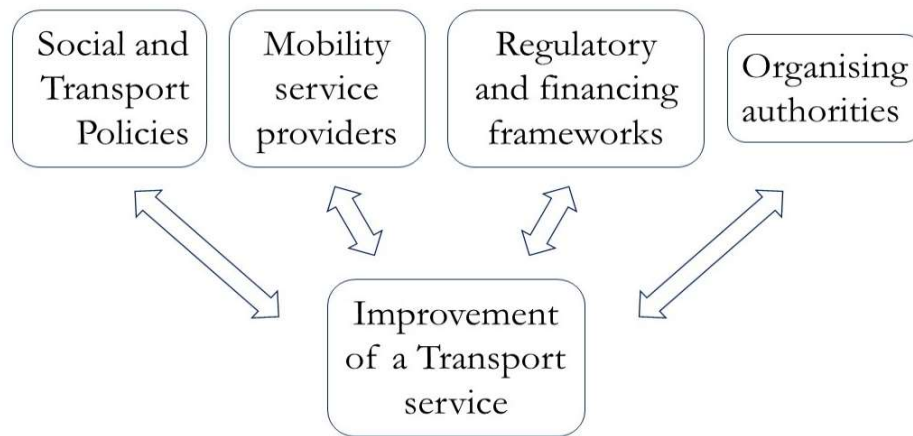 Social and
Transport
Policies
Mobility
service
providers
Regulatory
and financing
frameworks
Organising
authorities
Improvement
of a Transport
service